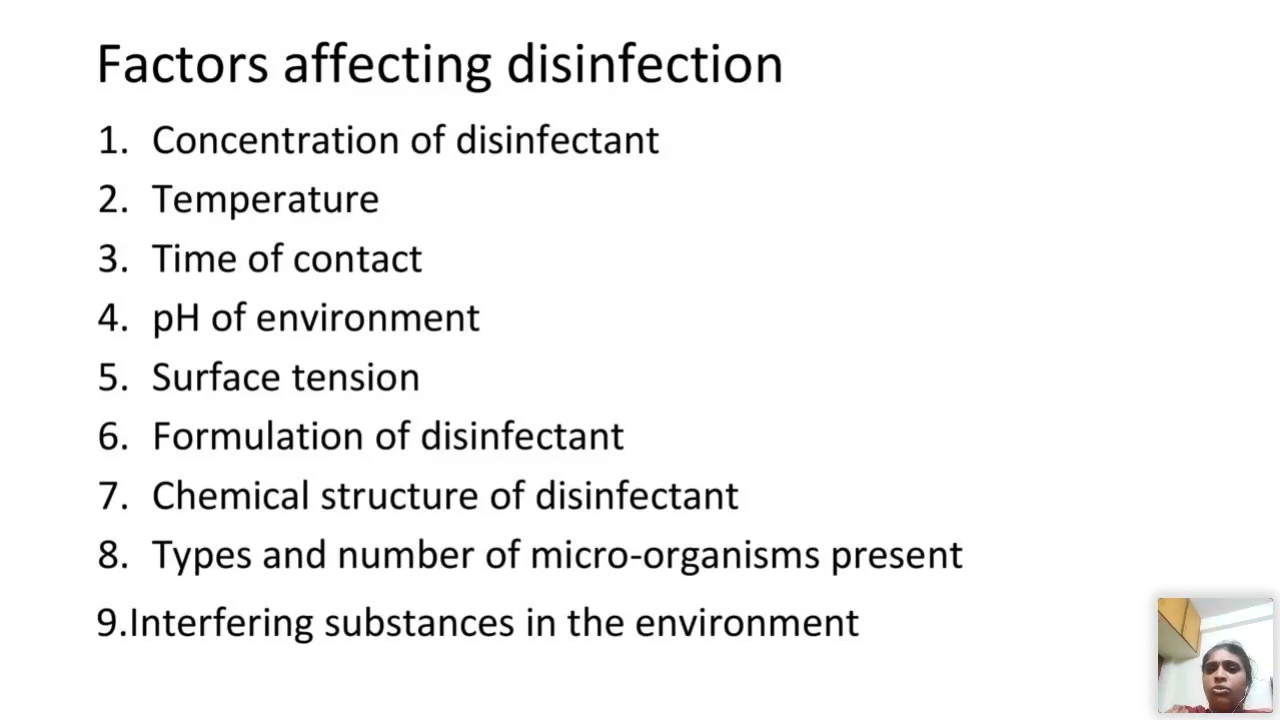 Factors affecting disinfection
1. Concentration of disinfectant
2. Temperature
3. Time of contact
4. pH of environment
5. Surface tension
6. Formulation of disinfectant
7. Chemical structure of disinfectant
8. Types and number of micro-organisms present
9.Interfering substances in the environment